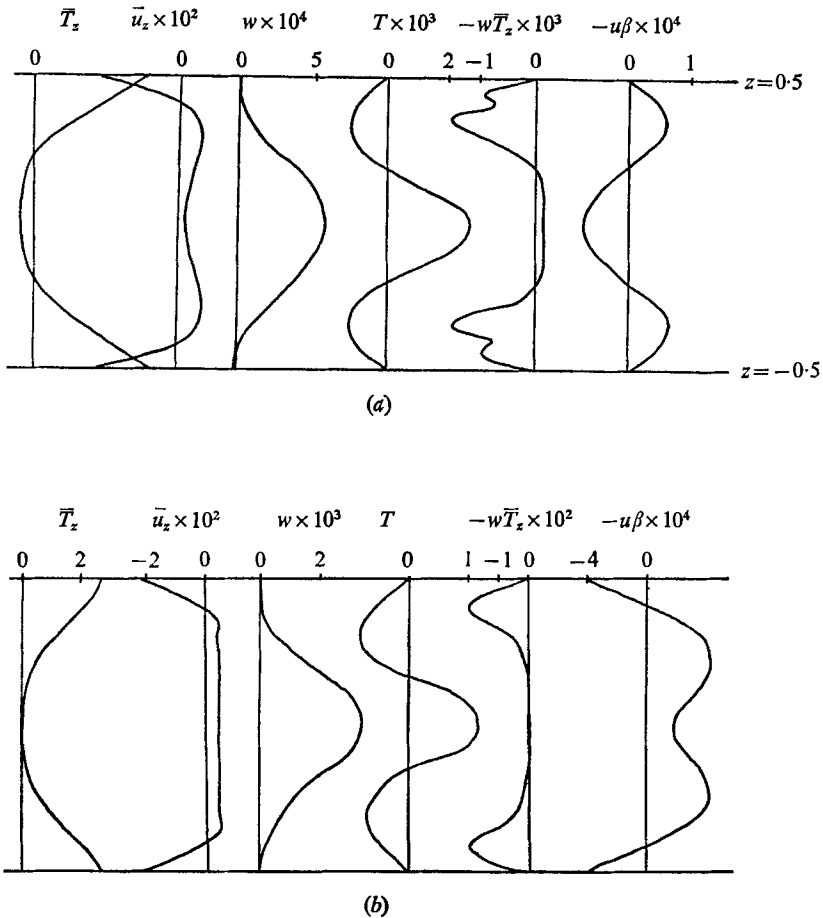 T̅z u̅z × 10² w × 10⁴ T × 10³ −wT̅z × 10³ −uβ × 10⁴
0 0 0 5 0 2 −1 0 0 1
z=0·5
z=−0·5
(a)
T̅z u̅z × 10² w × 10³ T −wT̅z × 10² −uβ × 10⁴
0 2 −2 0 0 2 0 1 −1 0 −4 0
(b)